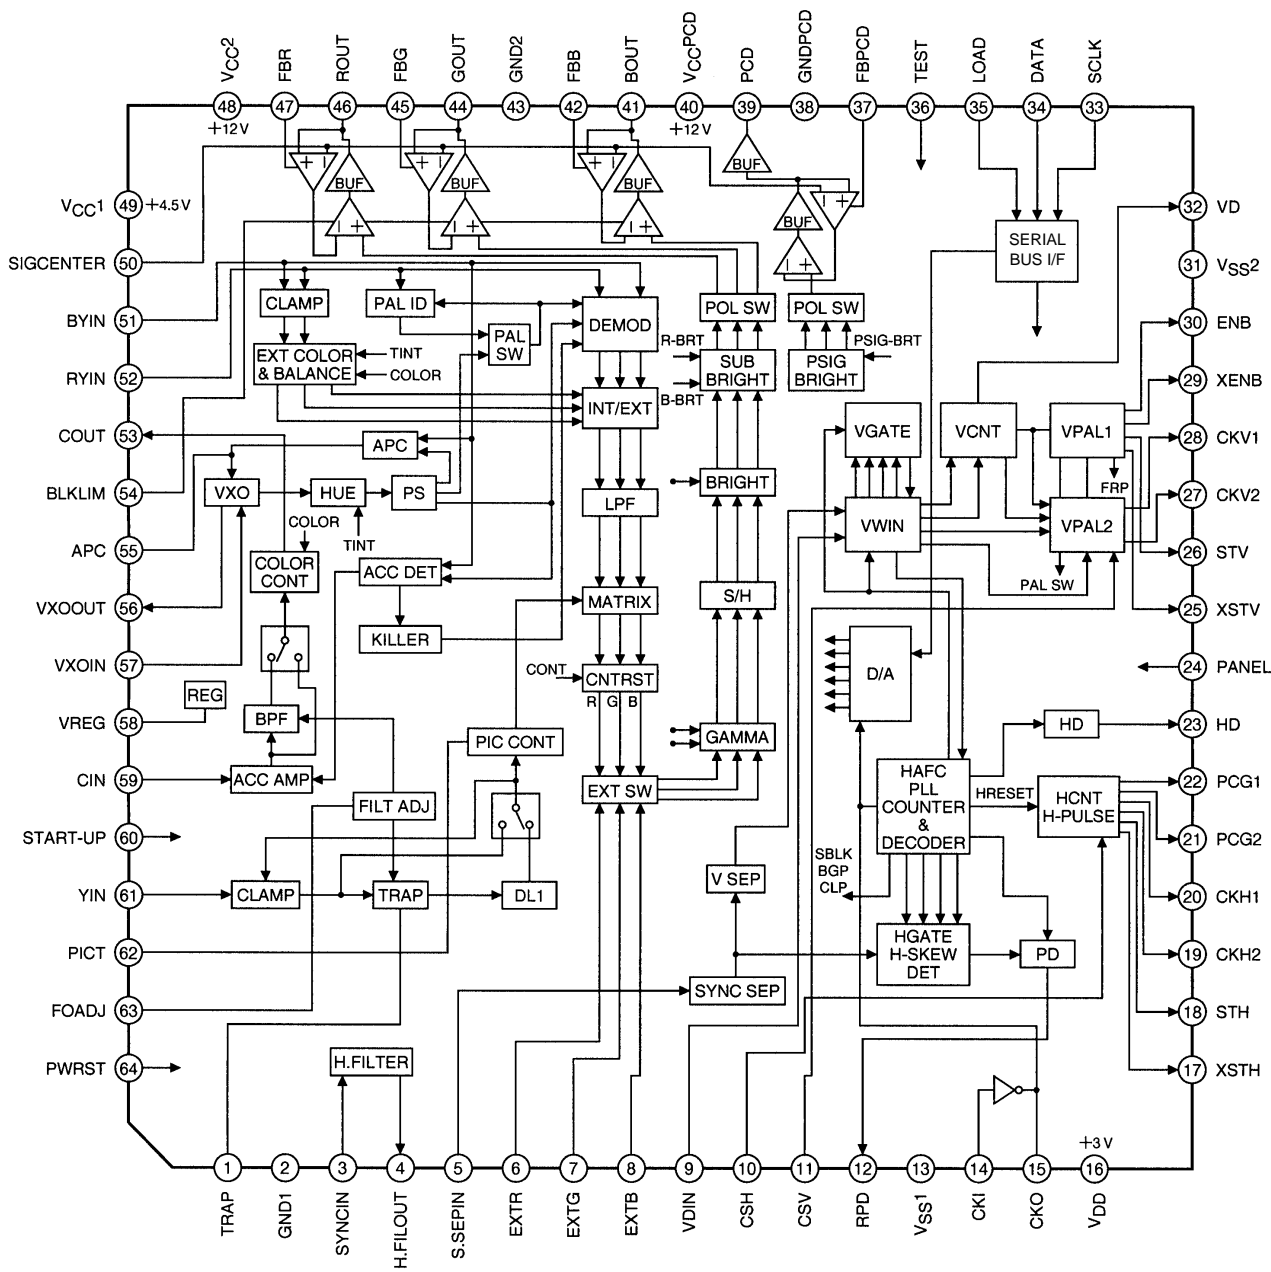 VCC2
FBR
ROUT
FBG
GOUT
GND2
FBB
BOUT
VCCPCD
PCD
GNDPCD
FBPCD
TEST
LOAD
DATA
SCLK
48 47 46 45 44 43 42 41 40 39 38 37 36 35 34 33
+12 V
+12 V
+ −
BUF
+ −
BUF
+ −
BUF
BUF
− +
− +
− +
BUF
− +
+ −
VCC1 49 +4.5 V
SIGCENTER 50
BYIN 51
RYIN 52
COUT 53
BLKLIM 54
APC 55
VXOOUT 56
VXOIN 57
VREG 58
CIN 59
START-UP 60
YIN 61
PICT 62
FOADJ 63
PWRST 64
32 VD
31 VSS2
30 ENB
29 XENB
28 CKV1
27 CKV2
26 STV
25 XSTV
24 PANEL
23 HD
22 PCG1
21 PCG2
20 CKH1
19 CKH2
18 STH
17 XSTH
SERIAL
BUS I/F
CLAMP
PAL ID
DEMOD
POL SW
POL SW
PAL
SW
EXT COLOR
& BALANCE
TINT
COLOR
R-BRT
SUB
BRIGHT
B-BRT
PSIG-BRT
PSIG
BRIGHT
INT/EXT
VGATE
VCNT
VPAL1
APC
VXO
HUE
PS
LPF
BRIGHT
FRP
VWIN
VPAL2
COLOR
TINT
COLOR
CONT
ACC DET
PAL SW
MATRIX
S/H
KILLER
D/A
CONT
CNTRST
R G B
REG
BPF
PIC CONT
GAMMA
HD
ACC AMP
FILT ADJ
EXT SW
HAFC
PLL
COUNTER
&
DECODER
HRESET
HCNT
H-PULSE
CLAMP
TRAP
DL1
V SEP
SBLK
BGP
CLP
HGATE
H-SKEW
DET
PD
SYNC SEP
H.FILTER
+3 V
1 2 3 4 5 6 7 8 9 10 11 12 13 14 15 16
TRAP
GND1
SYNCIN
H.FILOUT
S.SEPIN
EXTR
EXTG
EXTB
VDIN
CSH
CSV
RPD
VSS1
CKI
CKO
VDD